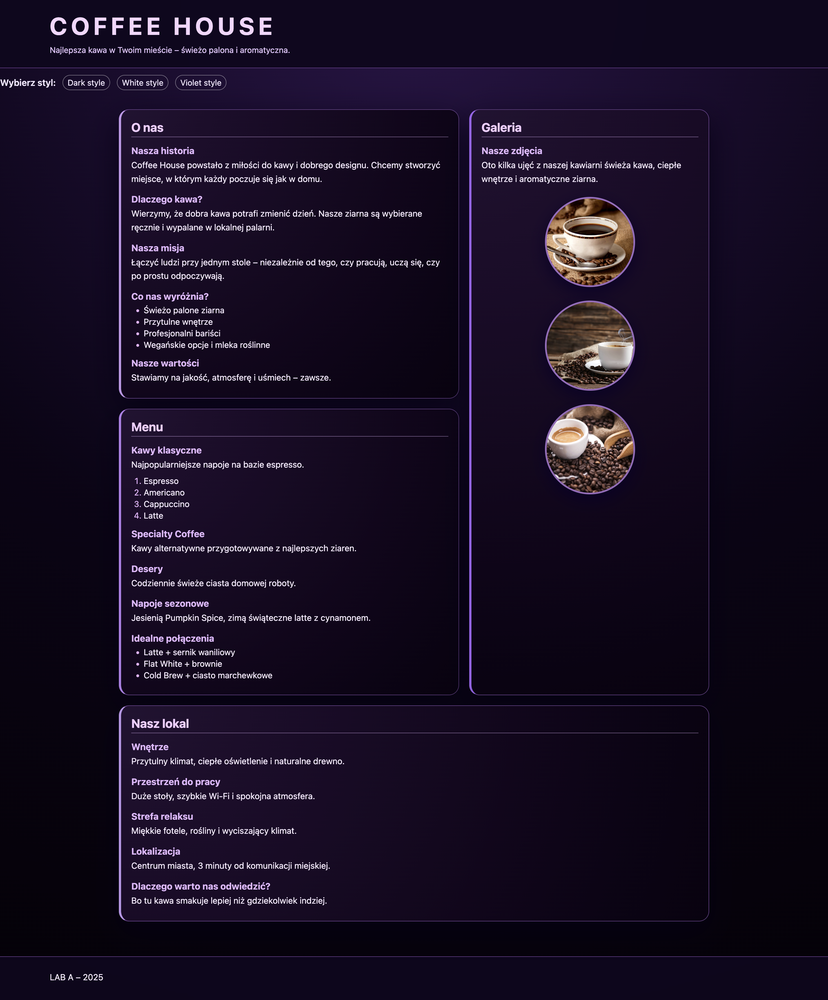 COFFEE HOUSE
Najlepsza kawa w Twoim mieście – świeżo palona i aromatyczna.
Wybierz styl: Dark style White style Violet style
O nas
Nasza historia
Coffee House powstało z miłości do kawy i dobrego designu. Chcemy stworzyć
miejsce, w którym każdy poczuje się jak w domu.
Dlaczego kawa?
Wierzymy, że dobra kawa potrafi zmienić dzień. Nasze ziarna są wybierane
ręcznie i wypalane w lokalnej palarni.
Nasza misja
Łączyć ludzi przy jednym stole – niezależnie od tego, czy pracują, uczą się, czy
po prostu odpoczywają.
Co nas wyróżnia?
• Świeżo palone ziarna
• Przytulne wnętrze
• Profesjonalni bariści
• Wegańskie opcje i mleka roślinne
Nasze wartości
Stawiamy na jakość, atmosferę i uśmiech – zawsze.
Menu
Kawy klasyczne
Najpopularniejsze napoje na bazie espresso.
1. Espresso
2. Americano
3. Cappuccino
4. Latte
Specialty Coffee
Kawy alternatywne przygotowywane z najlepszych ziaren.
Desery
Codziennie świeże ciasta domowej roboty.
Napoje sezonowe
Jesienią Pumpkin Spice, zimą świąteczne latte z cynamonem.
Idealne połączenia
• Latte + sernik waniliowy
• Flat White + brownie
• Cold Brew + ciasto marchewkowe
Galeria
Nasze zdjęcia
Oto kilka ujęć z naszej kawiarni świeża kawa, ciepłe
wnętrze i aromatyczne ziarna.
Nasz lokal
Wnętrze
Przytulny klimat, ciepłe oświetlenie i naturalne drewno.
Przestrzeń do pracy
Duże stoły, szybkie Wi-Fi i spokojna atmosfera.
Strefa relaksu
Miękkie fotele, rośliny i wyciszający klimat.
Lokalizacja
Centrum miasta, 3 minuty od komunikacji miejskiej.
Dlaczego warto nas odwiedzić?
Bo tu kawa smakuje lepiej niż gdziekolwiek indziej.
LAB A – 2025